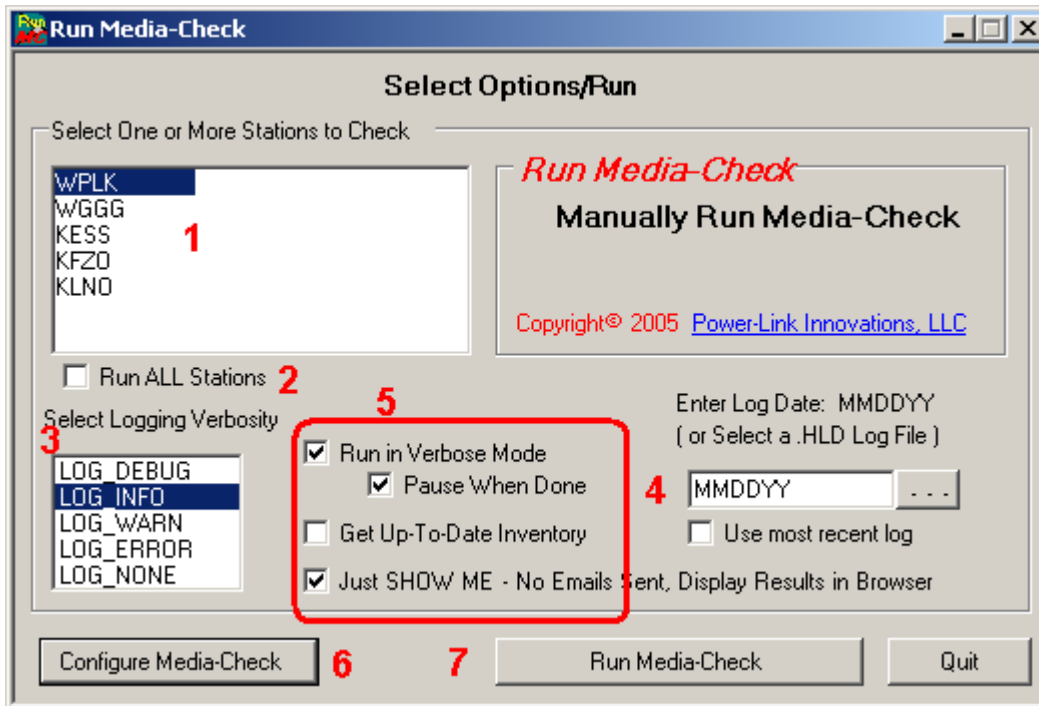 Run Media-Check
Select Options/Run
Select One or More Stations to Check
WPLK
WGGG
KESS
KFZO
KLNO
1
Run Media-Check
Manually Run Media-Check
Copyright© 2005 Power-Link Innovations, LLC
Run ALL Stations 2
Select Logging Verbosity
3
LOG_DEBUG
LOG_INFO
LOG_WARN
LOG_ERROR
LOG_NONE
5
Run in Verbose Mode
Pause When Done
Get Up-To-Date Inventory
Just SHOW ME - No Emails Sent, Display Results in Browser
Enter Log Date: MMDDYY
( or Select a .HLD Log File )
4 MMDDYY ...
Use most recent log
Configure Media-Check 6 7 Run Media-Check Quit